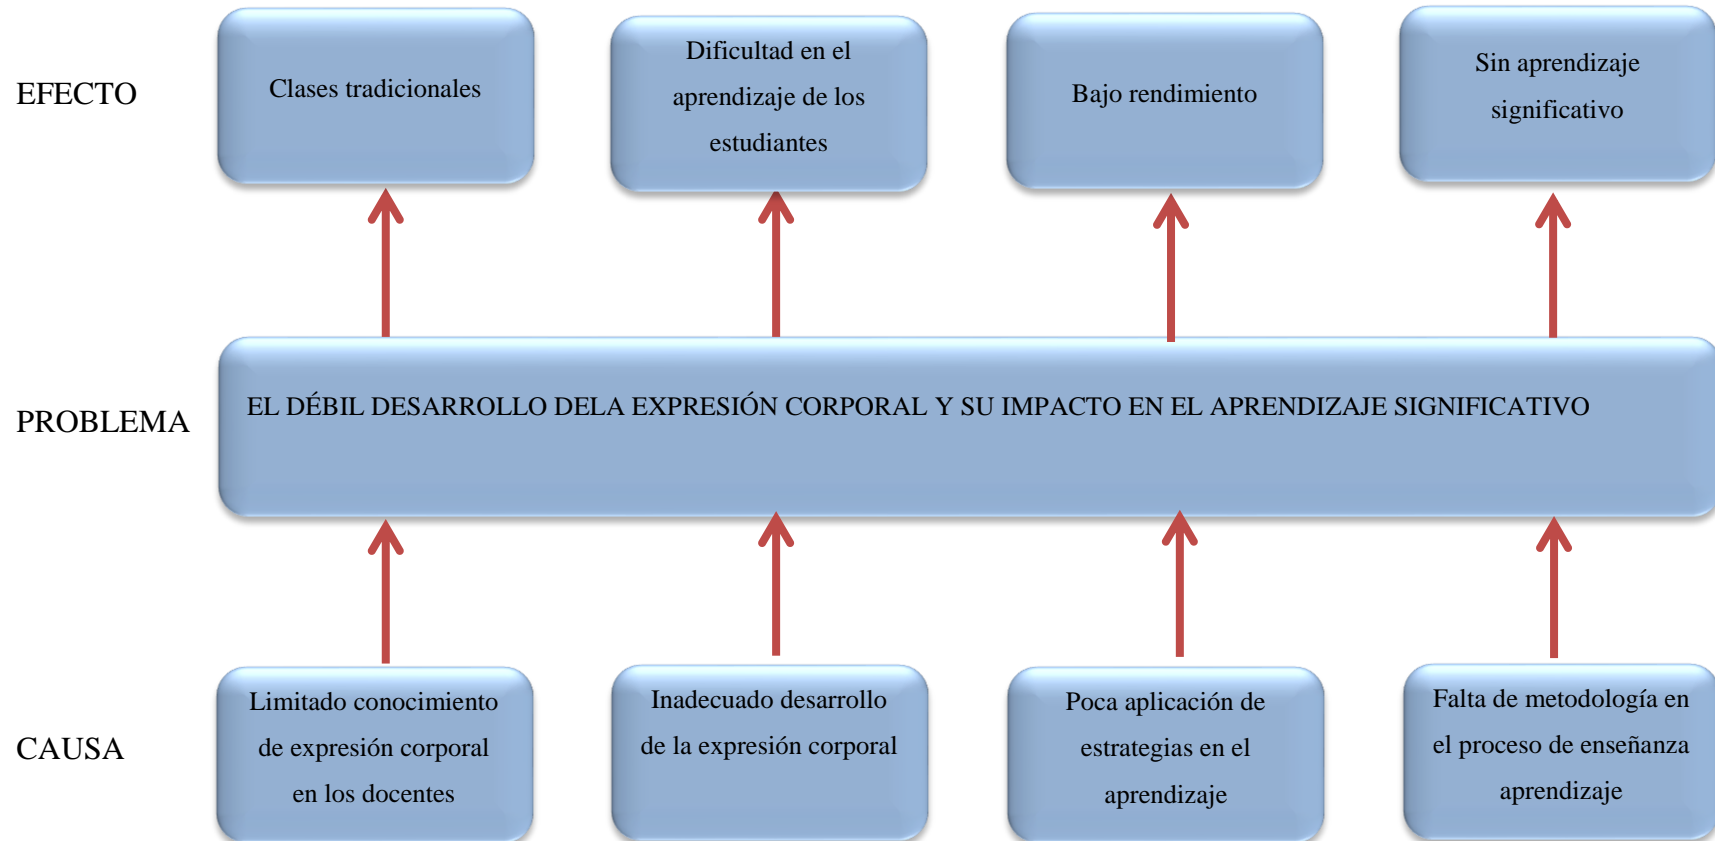 EFECTO
Clases tradicionales
Dificultad en el
aprendizaje de los
estudiantes
Bajo rendimiento
Sin aprendizaje
significativo
PROBLEMA
EL DÉBIL DESARROLLO DELA EXPRESIÓN CORPORAL Y SU IMPACTO EN EL APRENDIZAJE SIGNIFICATIVO
CAUSA
Limitado conocimiento
de expresión corporal
en los docentes
Inadecuado desarrollo
de la expresión corporal
Poca aplicación de
estrategias en el
aprendizaje
Falta de metodología en
el proceso de enseñanza
aprendizaje